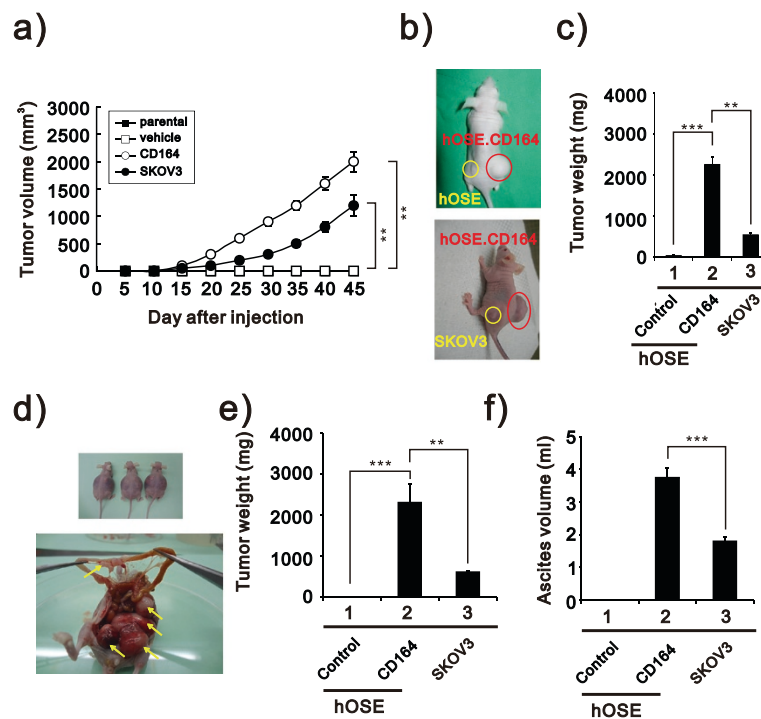 a)
Tumor volume (mm³)
3000
2500
2000
1500
1000
500
0
parental
vehicle
CD164
SKOV3
**
**
0 5 10 15 20 25 30 35 40 45
Day after injection
b)
hOSE.CD164
hOSE
hOSE.CD164
SKOV3
c)
Tumor weight (mg)
4000
3000
2000
1000
0
***
**
1 2 3
Control
CD164
SKOV3
hOSE
d)
e)
Tumor weight (mg)
4000
3000
2000
1000
0
***
**
1 2 3
Control
CD164
SKOV3
hOSE
f)
Ascites volume (ml)
5
4
3
2
1
0
***
1 2 3
Control
CD164
SKOV3
hOSE